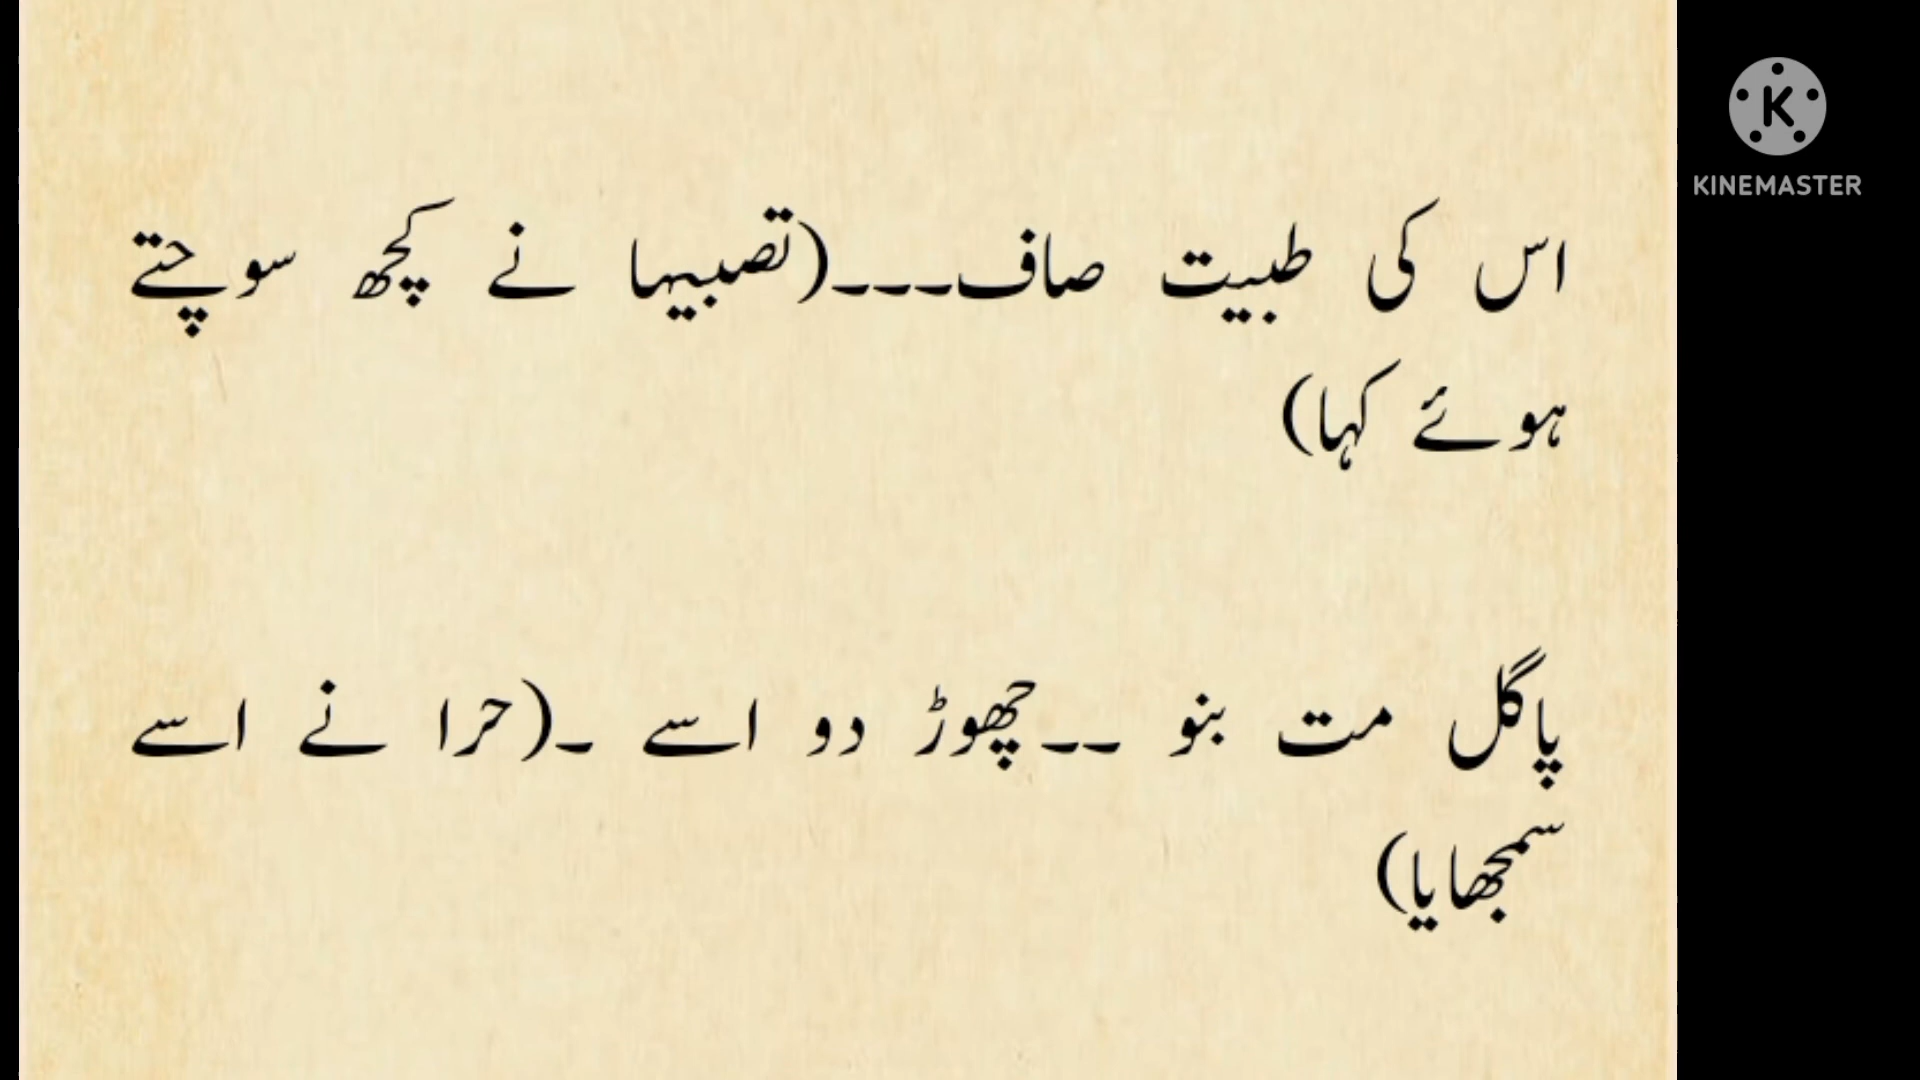 اس کی طبیت صاف۔۔۔(تصبیہا نے کچھ سوچتے
ہوئے کہا)
پاگل مت بنو ۔۔چھوڑ دو اسے ۔(حرا نے اسے
سمجھایا)
KINEMASTER